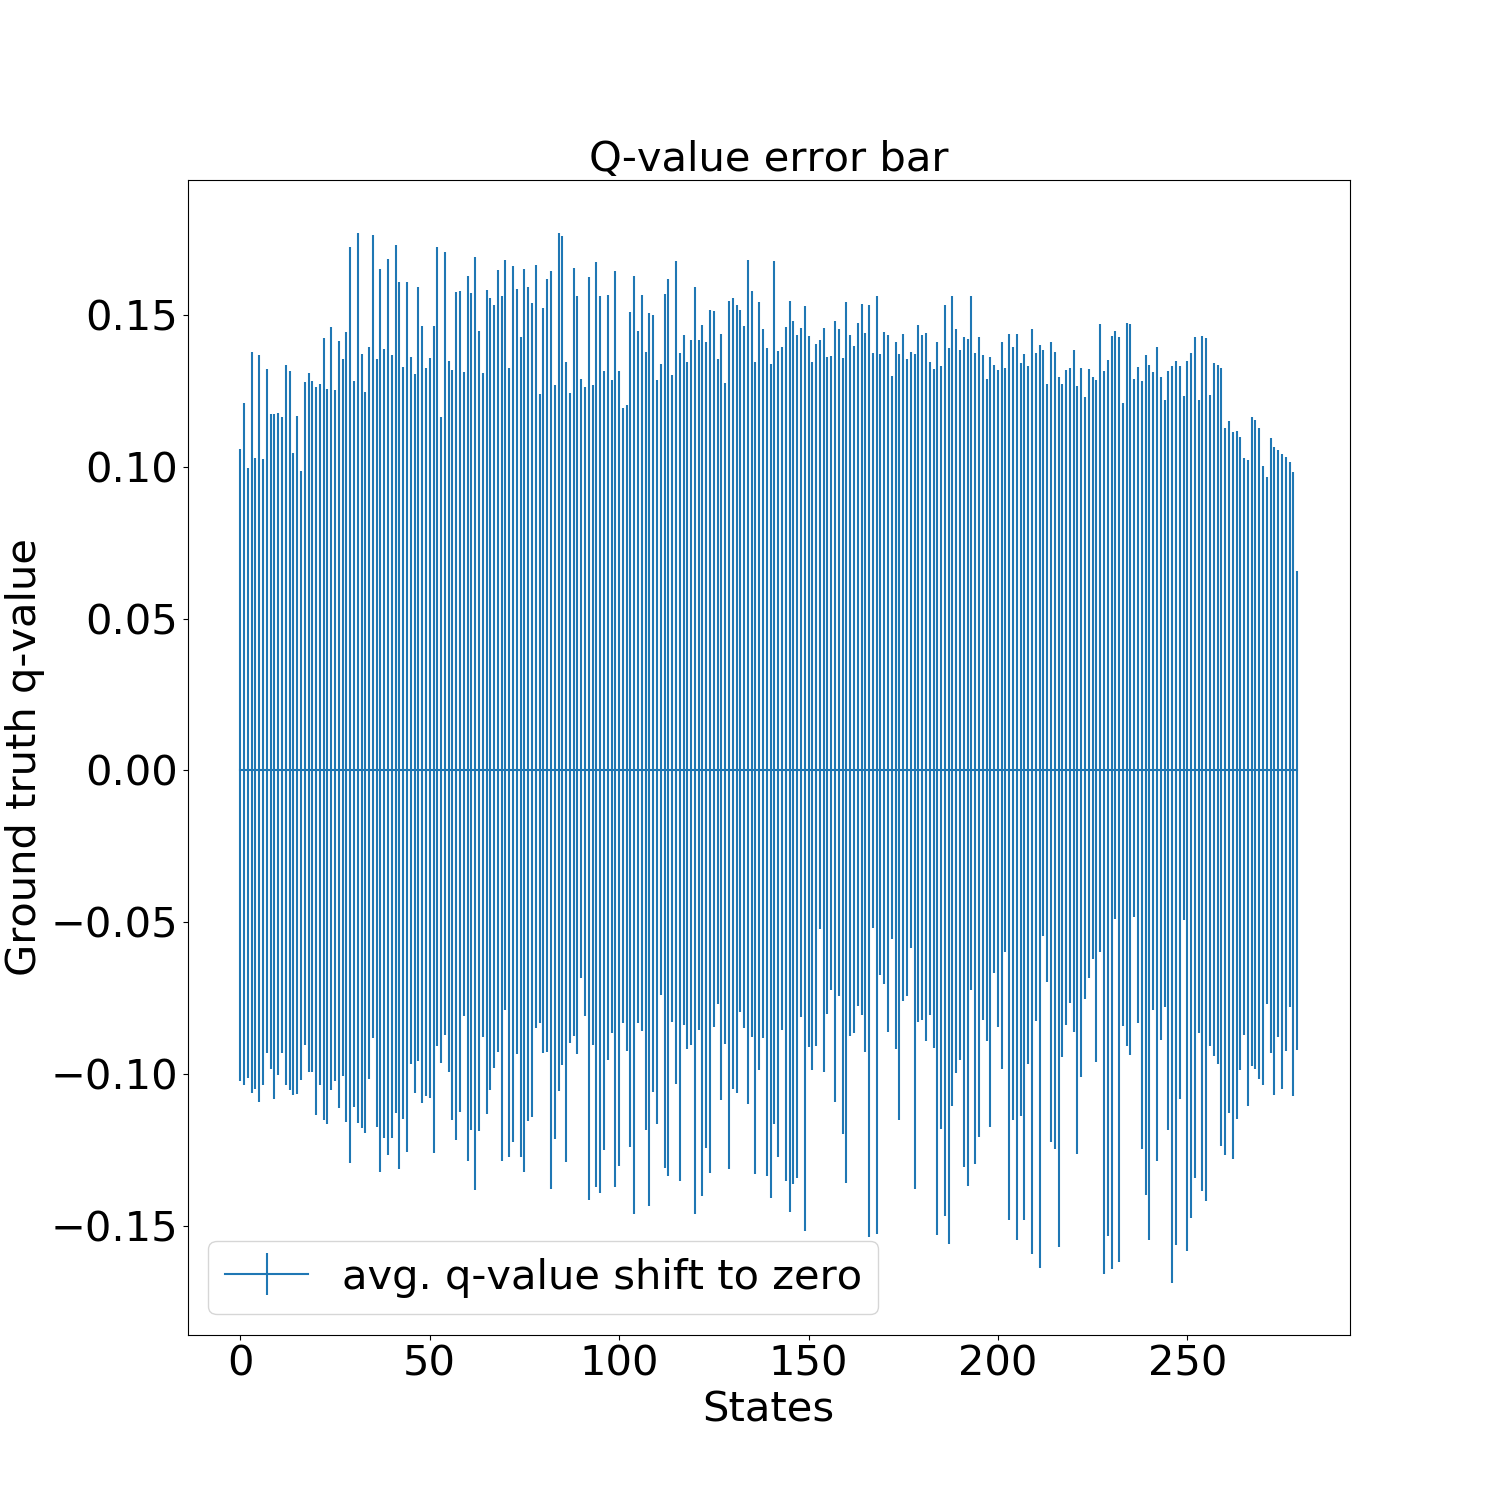 Q-value error bar
Ground truth q-value
0.15
0.10
0.05
0.00
−0.05
−0.10
−0.15
avg. q-value shift to zero
0 50 100 150 200 250
States